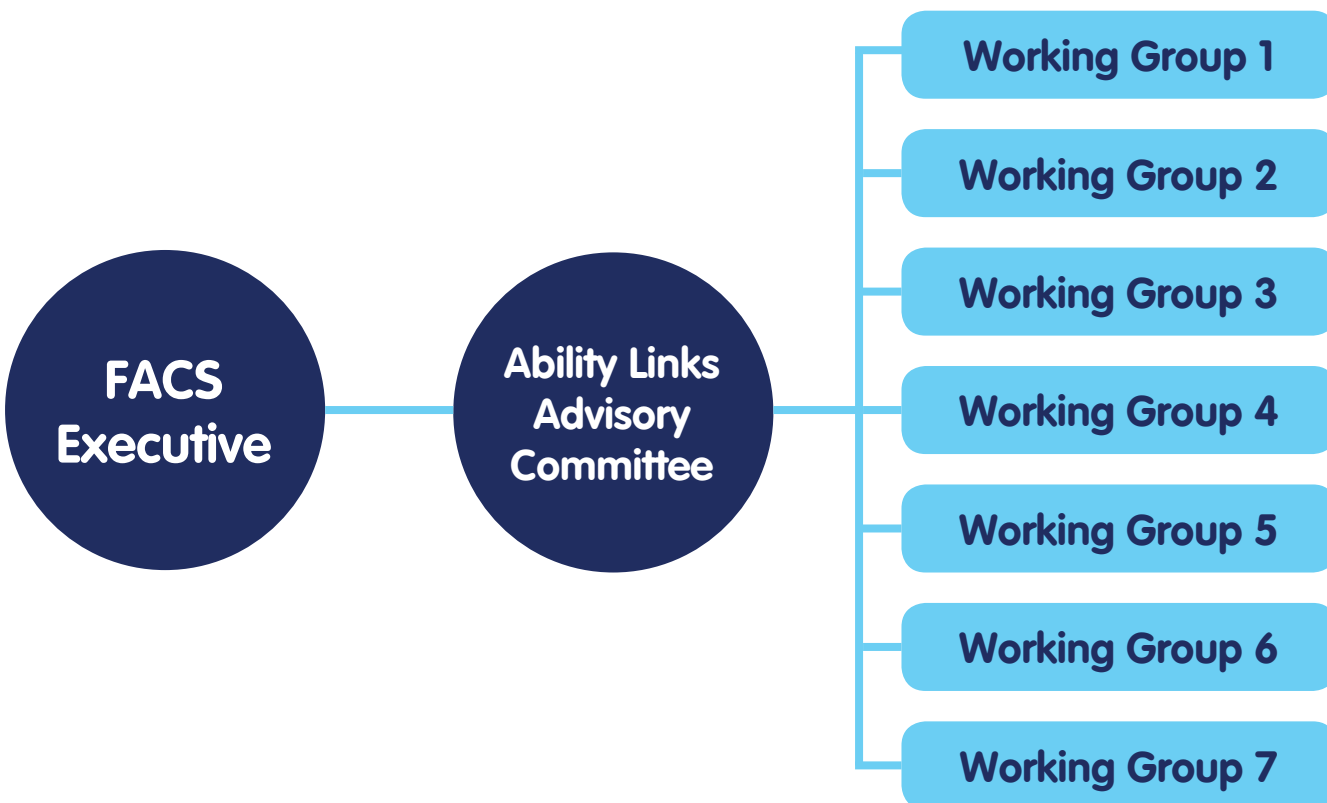 FACS
Executive
Ability Links
Advisory
Committee
Working Group 1
Working Group 2
Working Group 3
Working Group 4
Working Group 5
Working Group 6
Working Group 7